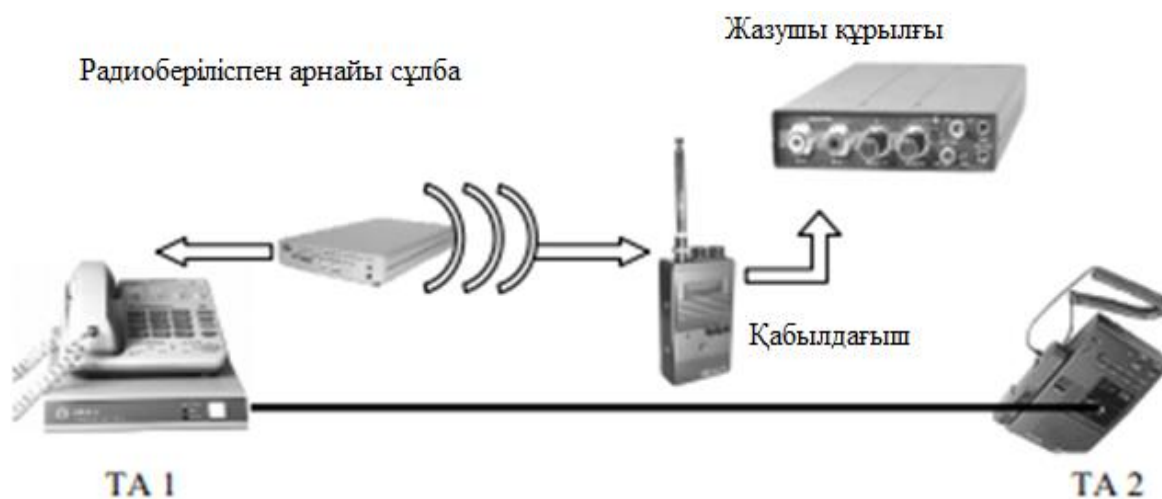 Жазушы құрылғы
Радиоберіліспен арнайы сұлба
Қабылдағыш
ТА 1
ТА 2